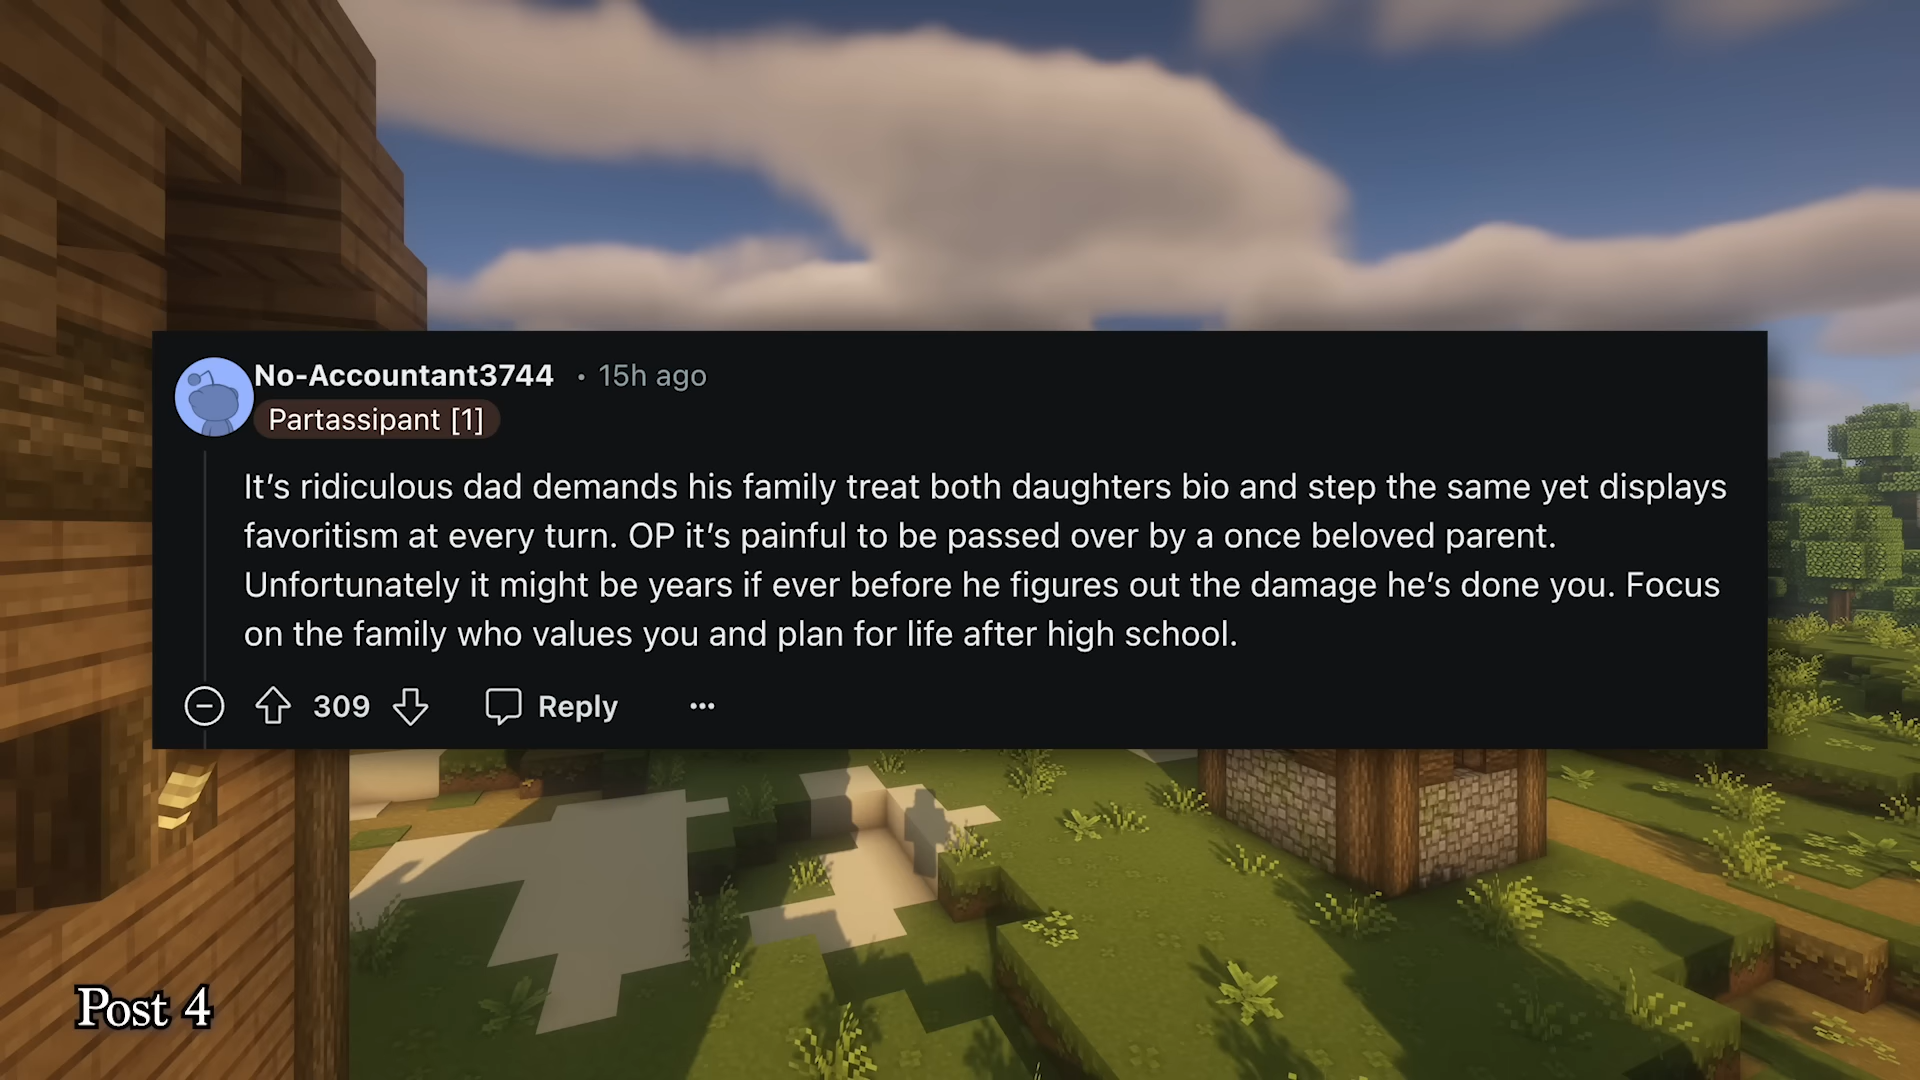 No-Accountant3744 • 15h ago
Partassipant [1]
It’s ridiculous dad demands his family treat both daughters bio and step the same yet displays
favoritism at every turn. OP it’s painful to be passed over by a once beloved parent.
Unfortunately it might be years if ever before he figures out the damage he’s done you. Focus
on the family who values you and plan for life after high school.
309 Reply ...
Post 4